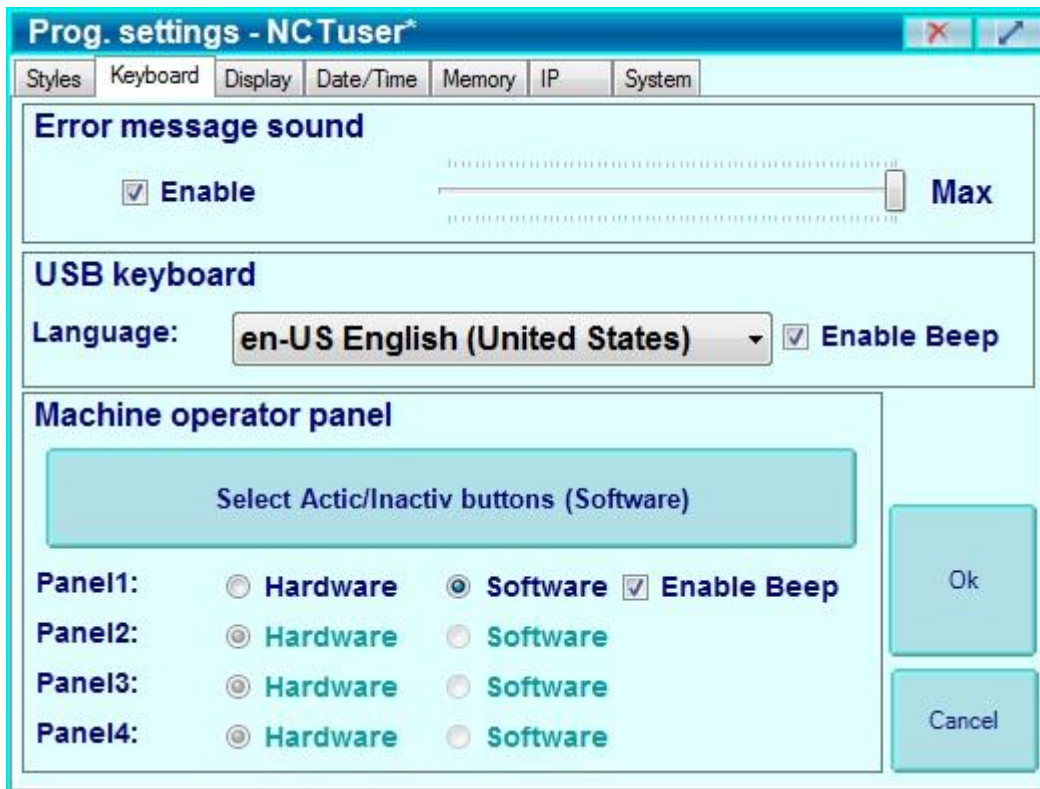 Prog. settings - NCTuser*
Styles Keyboard Display Date/Time Memory IP System
Error message sound
Enable Max
USB keyboard
Language: en-US English (United States) Enable Beep
Machine operator panel
Select Actic/Inactiv buttons (Software)
Panel1: Hardware Software Enable Beep
Panel2: Hardware Software
Panel3: Hardware Software
Panel4: Hardware Software
Ok
Cancel